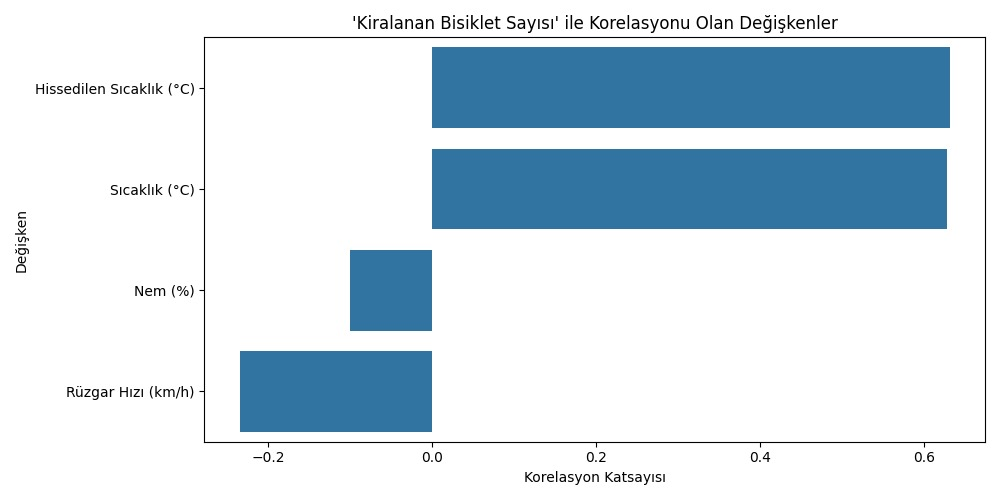 'Kiralanan Bisiklet Sayısı' ile Korelasyonu Olan Değişkenler
Değişken
Hissedilen Sıcaklık (°C)
Sıcaklık (°C)
Nem (%)
Rüzgar Hızı (km/h)
−0.2 0.0 0.2 0.4 0.6
Korelasyon Katsayısı